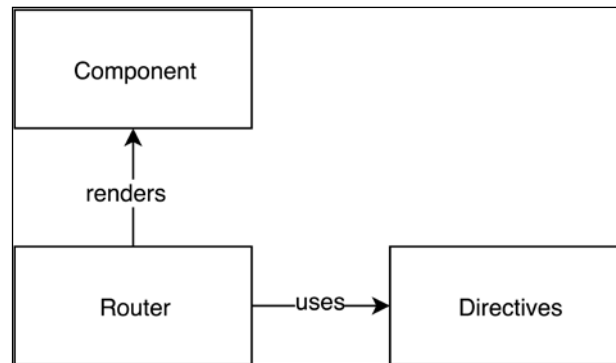 Component
renders
Router
uses
Directives